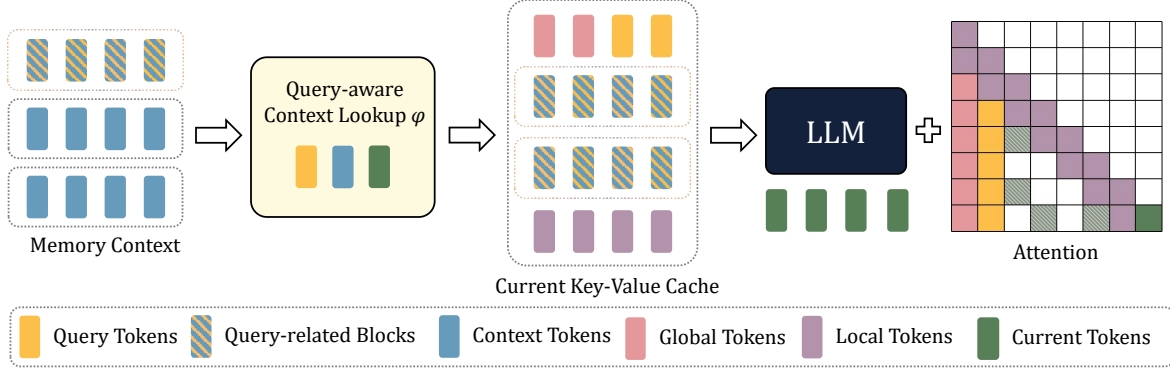 Query-aware
Context Lookup φ
LLM
Memory Context
Attention
Current Key-Value Cache
Query Tokens
Query-related Blocks
Context Tokens
Global Tokens
Local Tokens
Current Tokens